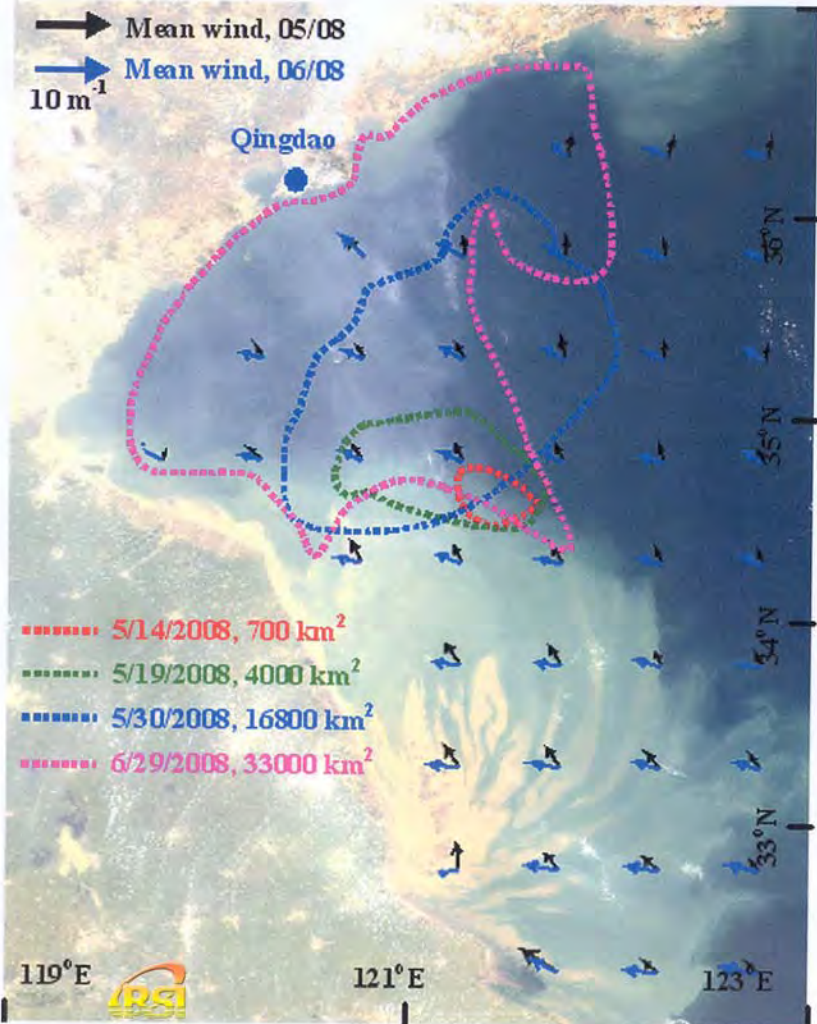 Mean wind, 05/08
Mean wind, 06/08
10 m⁻¹
Qingdao
36°N
35°N
5/14/2008, 700 km²
34°N
5/19/2008, 4000 km²
5/30/2008, 16800 km²
6/29/2008, 33000 km²
33°N
119°E
IRSI
121°E
123°E